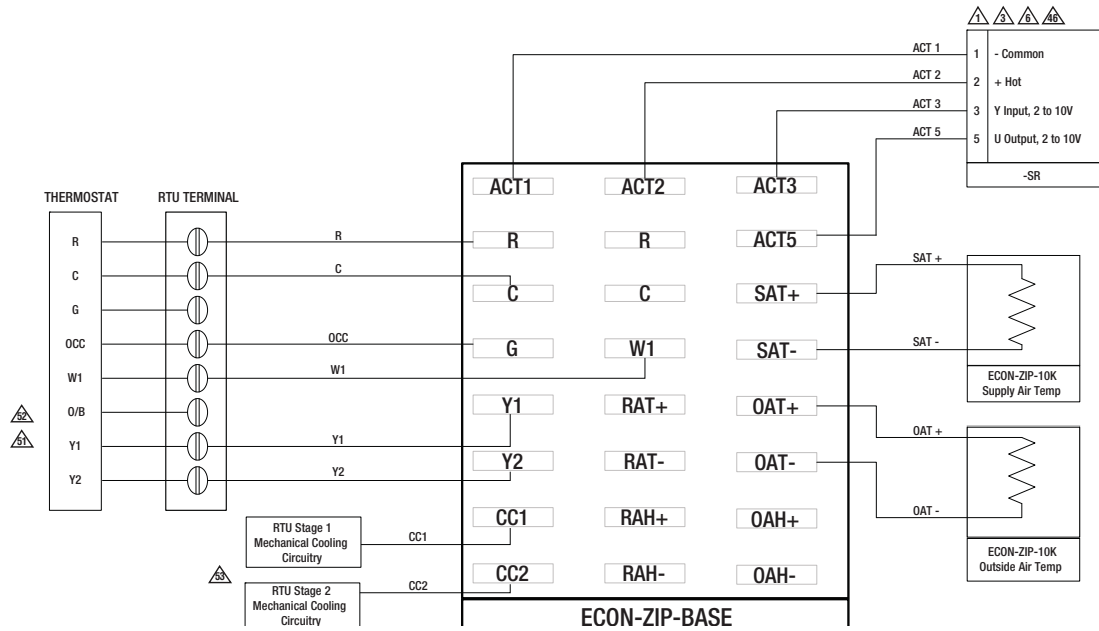 1 3 6 46
ACT 1
1 - Common
ACT 2
2 + Hot
ACT 3
3 Y Input, 2 to 10V
ACT 5
5 U Output, 2 to 10V
-SR
THERMOSTAT
RTU TERMINAL
R
C
G
OCC
W1
O/B
Y1
Y2
52
51
R
C
OCC
W1
Y1
Y2
ACT1 ACT2 ACT3
R R ACT5
C C SAT+
G W1 SAT-
Y1 RAT+ OAT+
Y2 RAT- OAT-
CC1 RAH+ OAH+
CC2 RAH- OAH-
ECON-ZIP-BASE
SAT +
SAT -
ECON-ZIP-10K
Supply Air Temp
OAT +
OAT -
ECON-ZIP-10K
Outside Air Temp
RTU Stage 1
Mechanical Cooling
Circuitry
CC1
53
RTU Stage 2
Mechanical Cooling
Circuitry
CC2